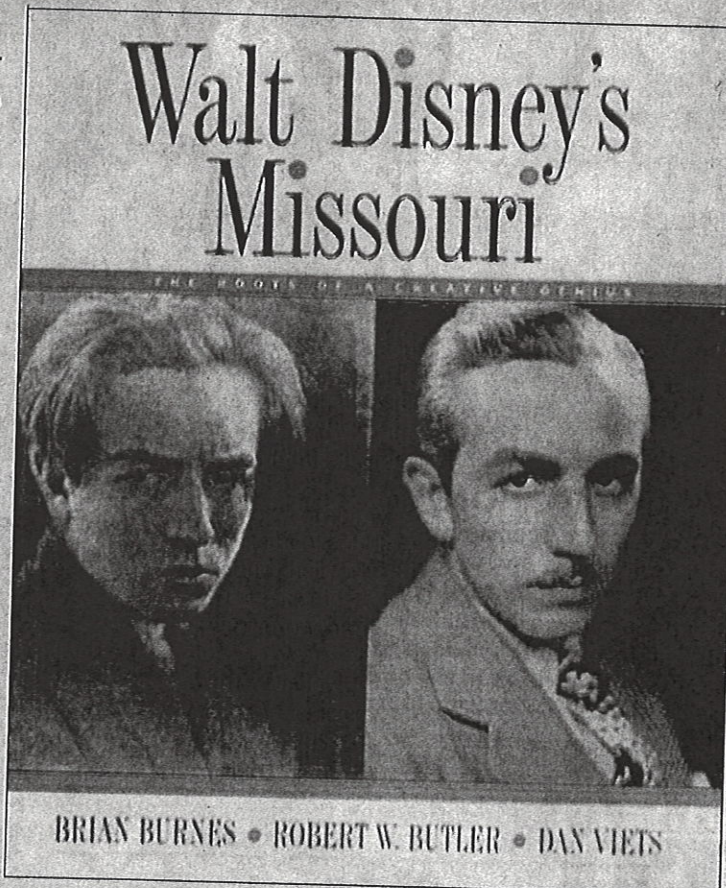 Walt Disney's
Missouri
THE ROOTS OF A CREATIVE GENIUS
BRIAN BURNES • ROBERT W. BUTLER • DAN VIETS